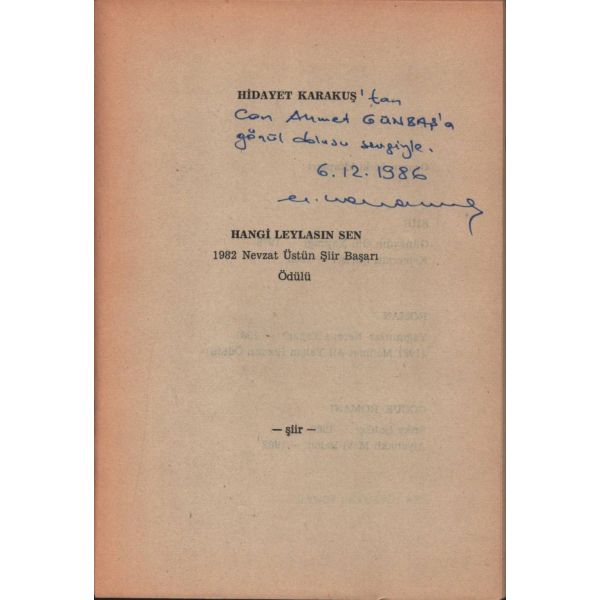 HİDAYET KARAKUŞ'tan
Can Ahmet GÜNBAŞ'a
gönül dolusu sevgiyle.
6.12.1986
HANGİ LEYLASIN SEN
1982 Nevzat Üstün Şiir Başarı
Ödülü
— şiir —